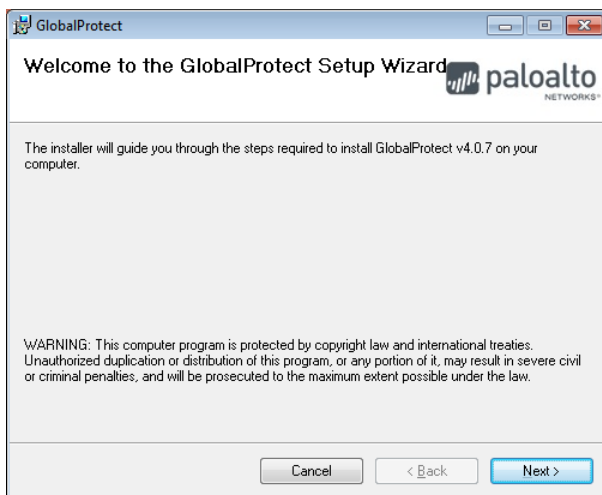 GlobalProtect
Welcome to the GlobalProtect Setup Wizard
paloalto
NETWORKS®
The installer will guide you through the steps required to install GlobalProtect v4.0.7 on your
computer.
WARNING: This computer program is protected by copyright law and international treaties.
Unauthorized duplication or distribution of this program, or any portion of it, may result in severe civil
or criminal penalties, and will be prosecuted to the maximum extent possible under the law.
Cancel
< Back
Next >